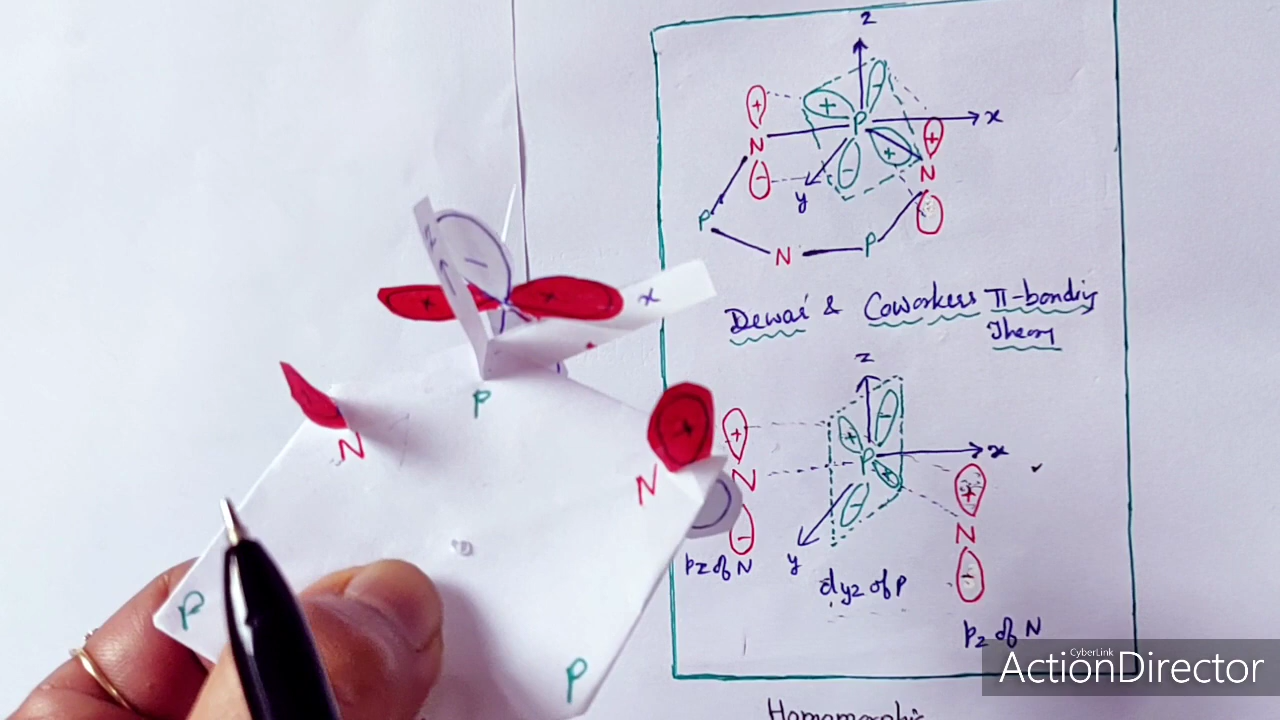 z
+
-
P
x
+
+
N
+
N
-
-
y
P
N
P
Dewar & Coworkers π-bonding
Theory
z
-
+
+
P
x
N
+
-
-
+
N
-
pz of N
y
dyz of P
pz of N
-
+
+
x
P
N
+
N
P
P
CyberLink
ActionDirector